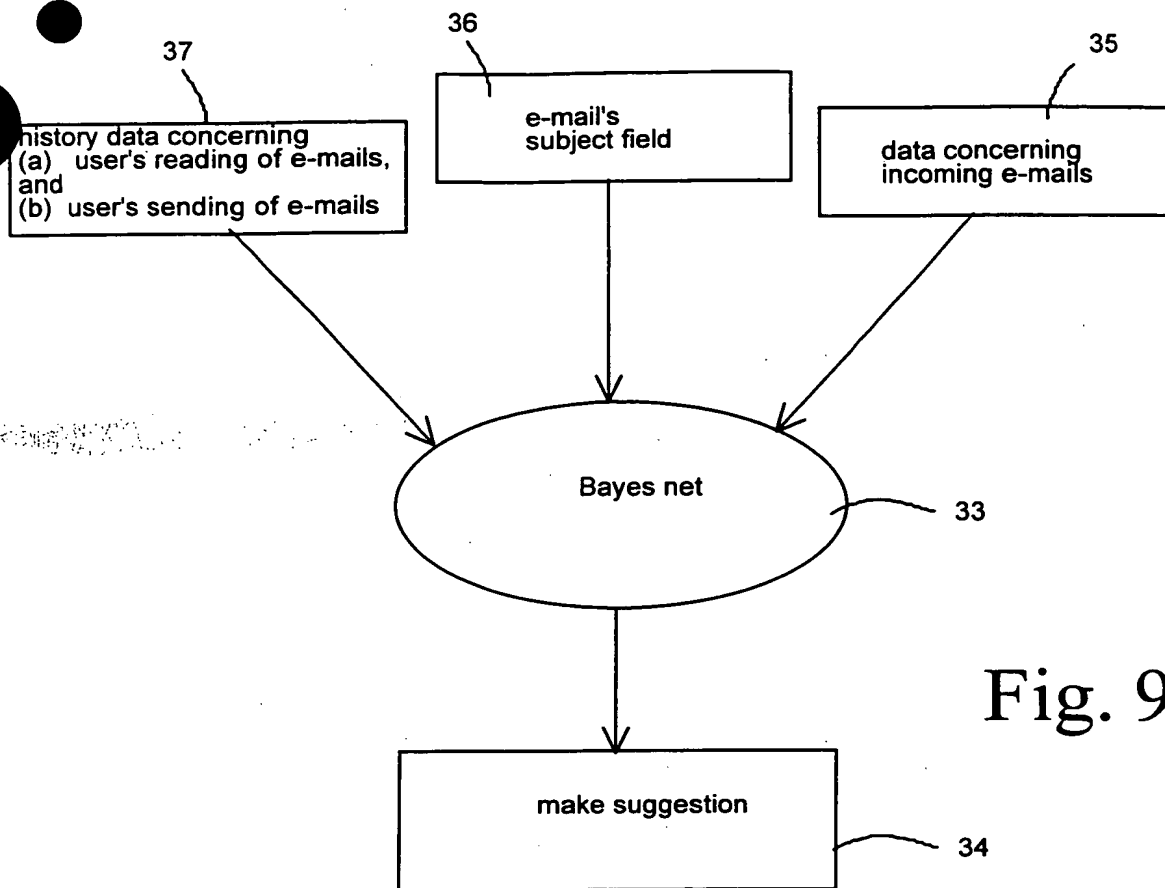 36
37
35
history data concerning
(a) user's reading of e-mails,
and
(b) user's sending of e-mails
e-mail's
subject field
data concerning
incoming e-mails
Bayes net
33
Fig. 9
make suggestion
34